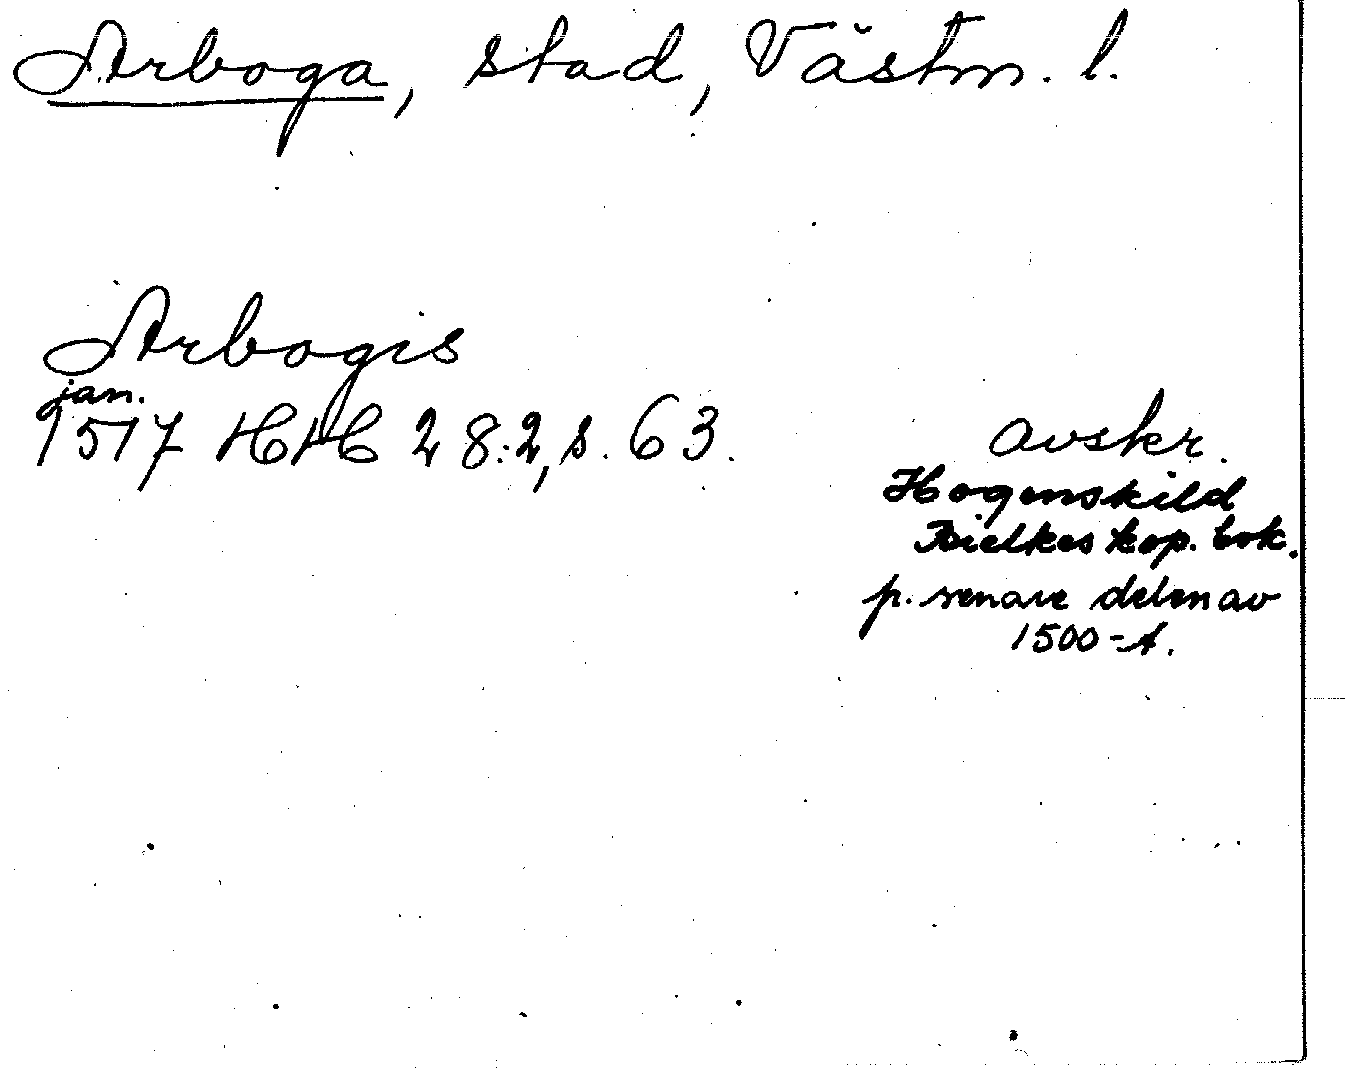 Arboga, stad, Västm. l.
Arbogis
jan.
1517 HH 28:2, s. 63.
avskr.
Hogenskild
Bielkes kop. bok.
p. senare delen av
1500-t.